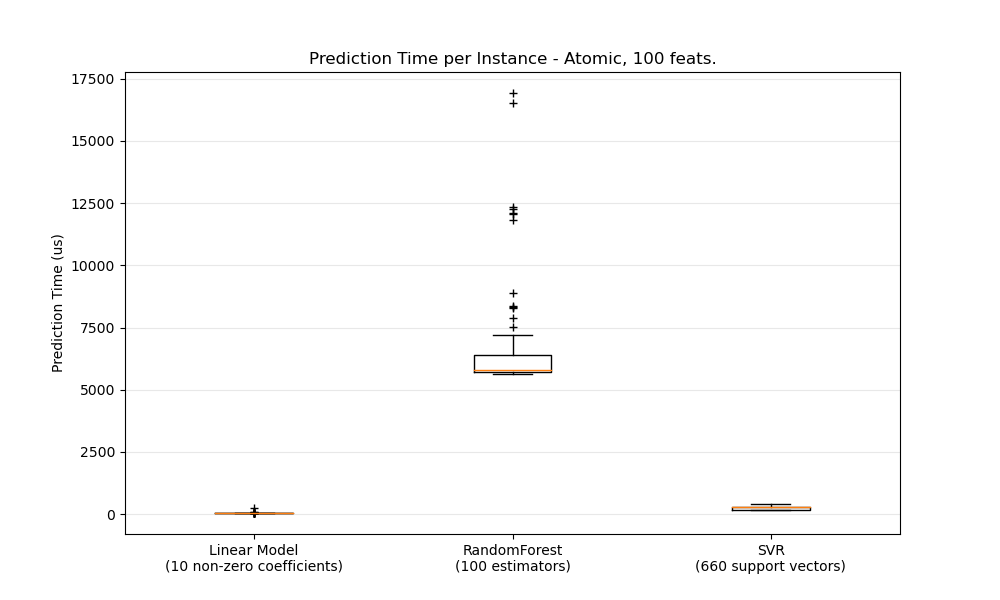 Prediction Time per Instance - Atomic, 100 feats.
Prediction Time (us)
17500
15000
12500
10000
7500
5000
2500
0
Linear Model
(10 non-zero coefficients)
RandomForest
(100 estimators)
SVR
(660 support vectors)